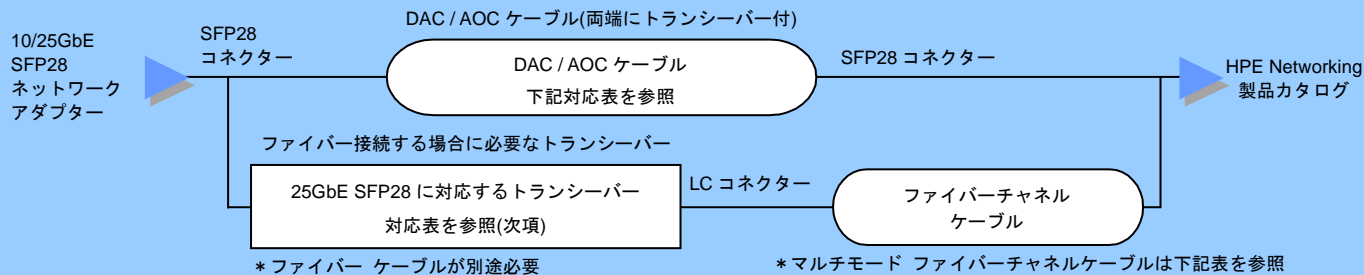 DAC / AOC ケーブル(両端にトランシーバー付)
10/25GbE
SFP28
ネットワーク
アダプター
SFP28
コネクター
DAC / AOC ケーブル
下記対応表を参照
SFP28 コネクター
HPE Networking
製品カタログ
ファイバー接続する場合に必要なトランシーバー
25GbE SFP28 に対応するトランシーバー
対応表を参照(次項)
LC コネクター
ファイバーチャネル
ケーブル
*ファイバー ケーブルが別途必要
*マルチモード ファイバーチャネルケーブルは下記表を参照